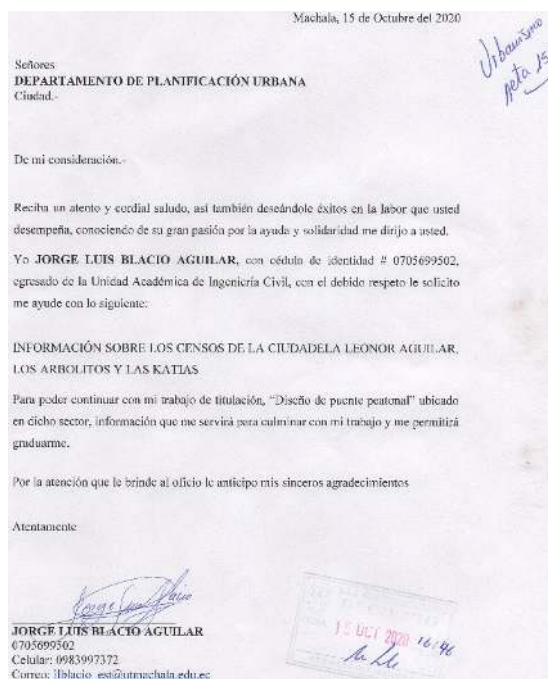 Machala, 15 de Octubre del 2020
Urbanismo
Señores
DEPARTAMENTO DE PLANIFICACIÓN URBANA
Ciudad.-
De mi consideración.-
Reciba un atento y cordial saludo, así también deseándole éxitos en la labor que usted
desempeña, conociendo de su gran pasión por la ayuda y solidaridad me dirijo a usted.
Yo JORGE LUIS BLACIO AGUILAR, con cédula de identidad # 0705699502,
egresado de la Unidad Académica de Ingeniería Civil, con el debido respeto le solicito
me ayude con lo siguiente:
INFORMACIÓN SOBRE LOS CENSOS DE LA CIUDADELA LEONOR AGUILAR,
LOS ARBOLITOS Y LAS KATIAS
Para poder continuar con mi trabajo de titulación, “Diseño de puente peatonal” ubicado
en dicho sector, información que me servirá para culminar con mi trabajo y me permitirá
graduarme.
Por la atención que le brinde al oficio le anticipo mis sinceros agradecimientos
Atentamente
Jorge Luis Blacio
JORGE LUIS BLACIO AGUILAR
0705699502
Celular: 0983997372
Correo: jlblacio_est@utmachala.edu.ec
15 OCT 2020 16:46